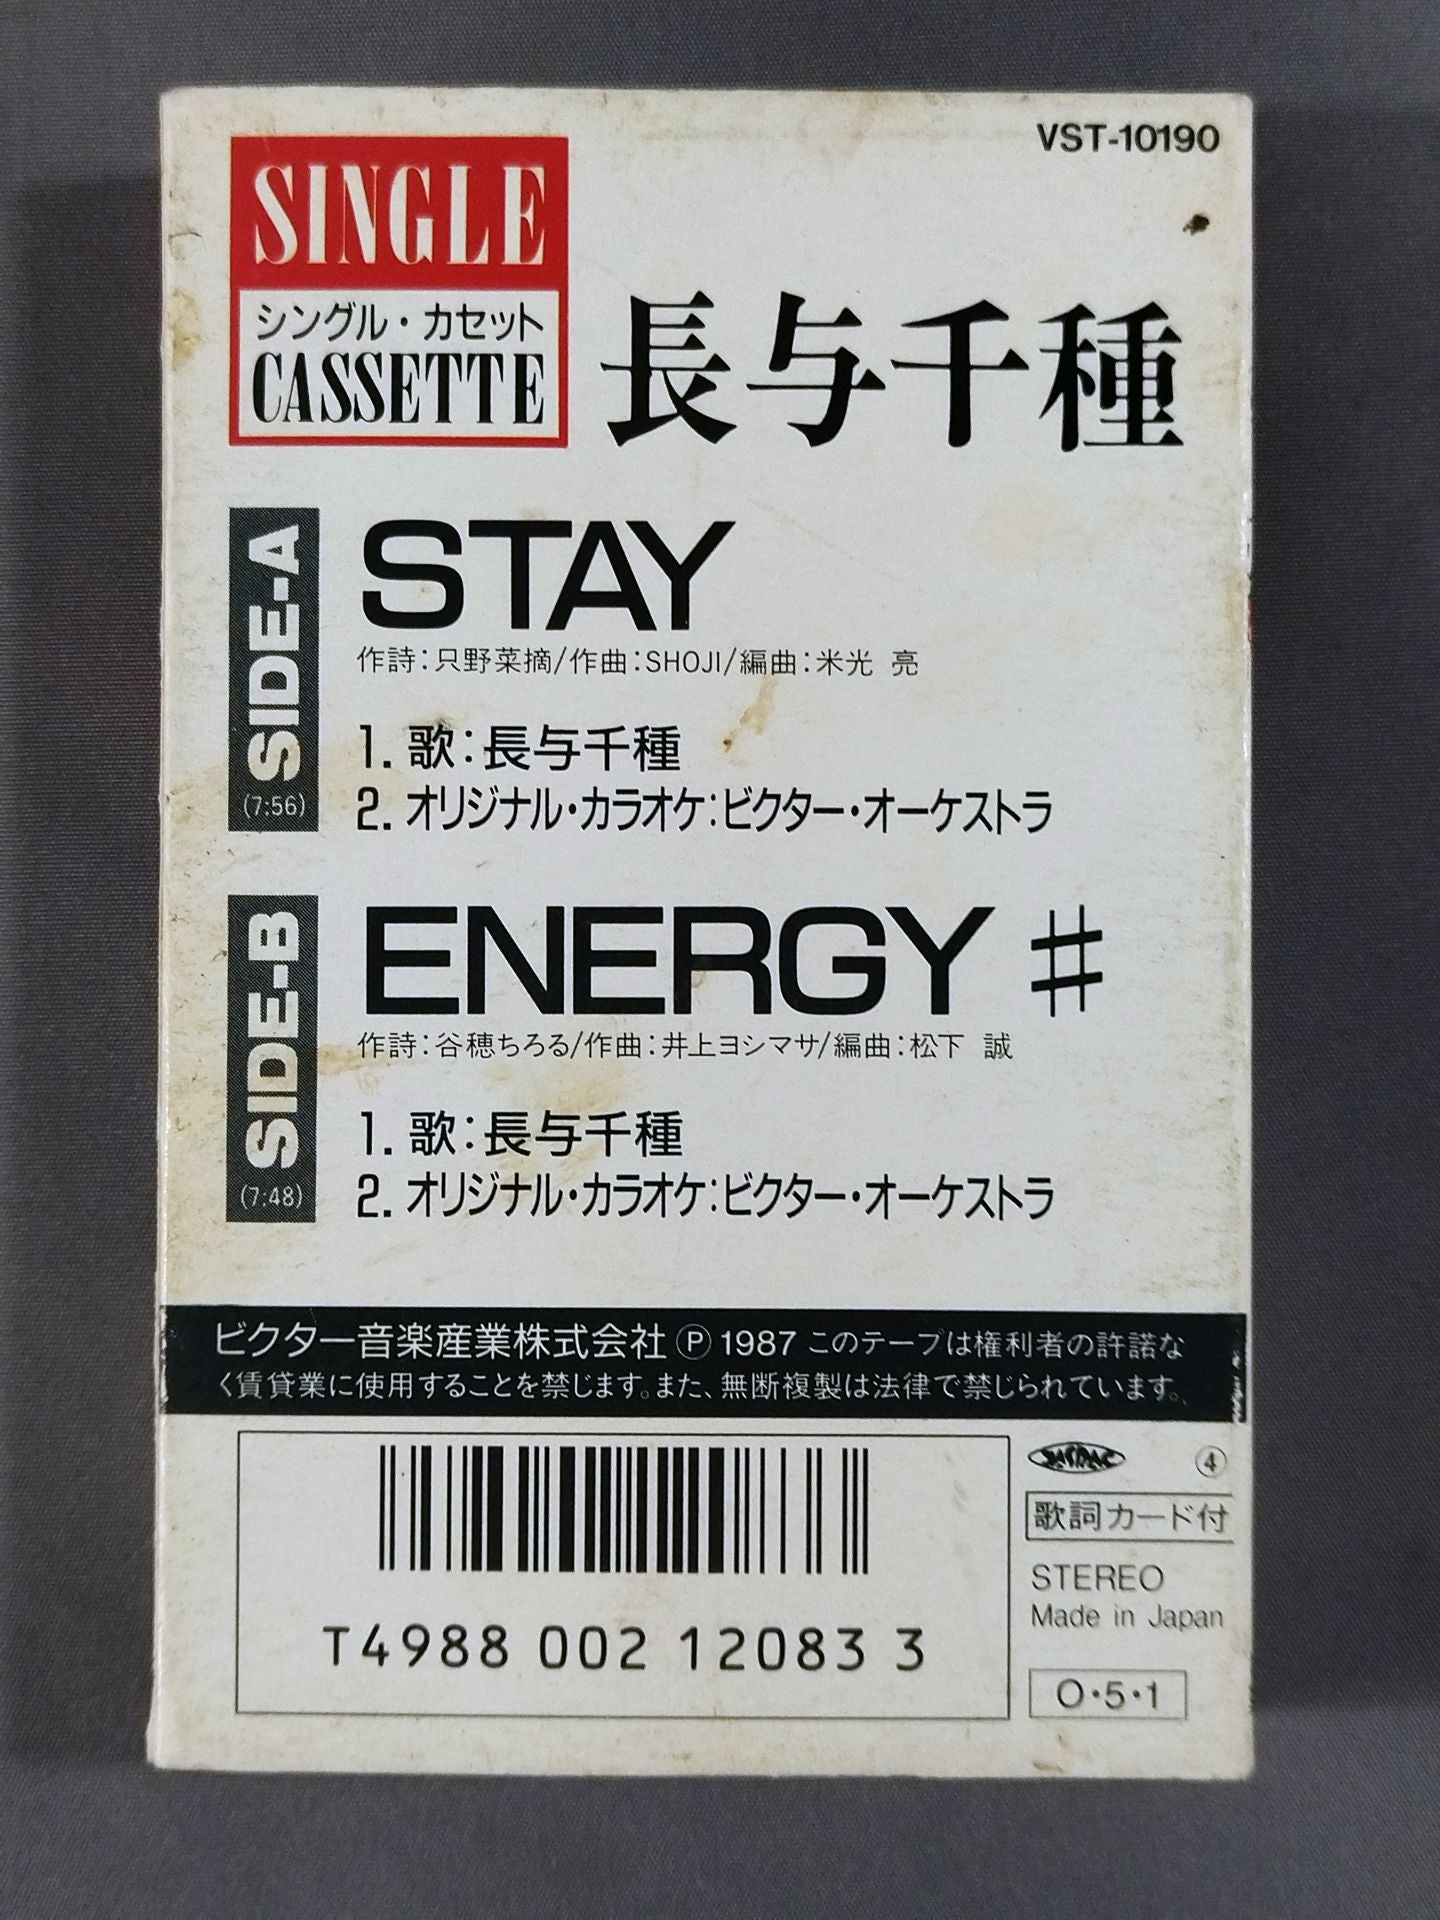 VST-10190
SINGLE
シングル・カセット
CASSETTE
長与千種
SIDE-A
(7:56)
STAY
作詩:只野菜摘/作曲:SHOJI/編曲:米光 亮
1. 歌:長与千種
2. オリジナル・カラオケ:ビクター・オーケストラ
SIDE-B
(7:48)
ENERGY ♯
作詩:谷穂ちろる/作曲:井上ヨシマサ/編曲:松下 誠
1. 歌:長与千種
2. オリジナル・カラオケ:ビクター・オーケストラ
ビクター音楽産業株式会社 Ⓟ 1987 このテープは権利者の許諾な
く賃貸業に使用することを禁じます。また、無断複製は法律で禁じられています。
T4988 002 12083 3
JASRAC
④
歌詞カード付
STEREO
Made in Japan
O・5・1